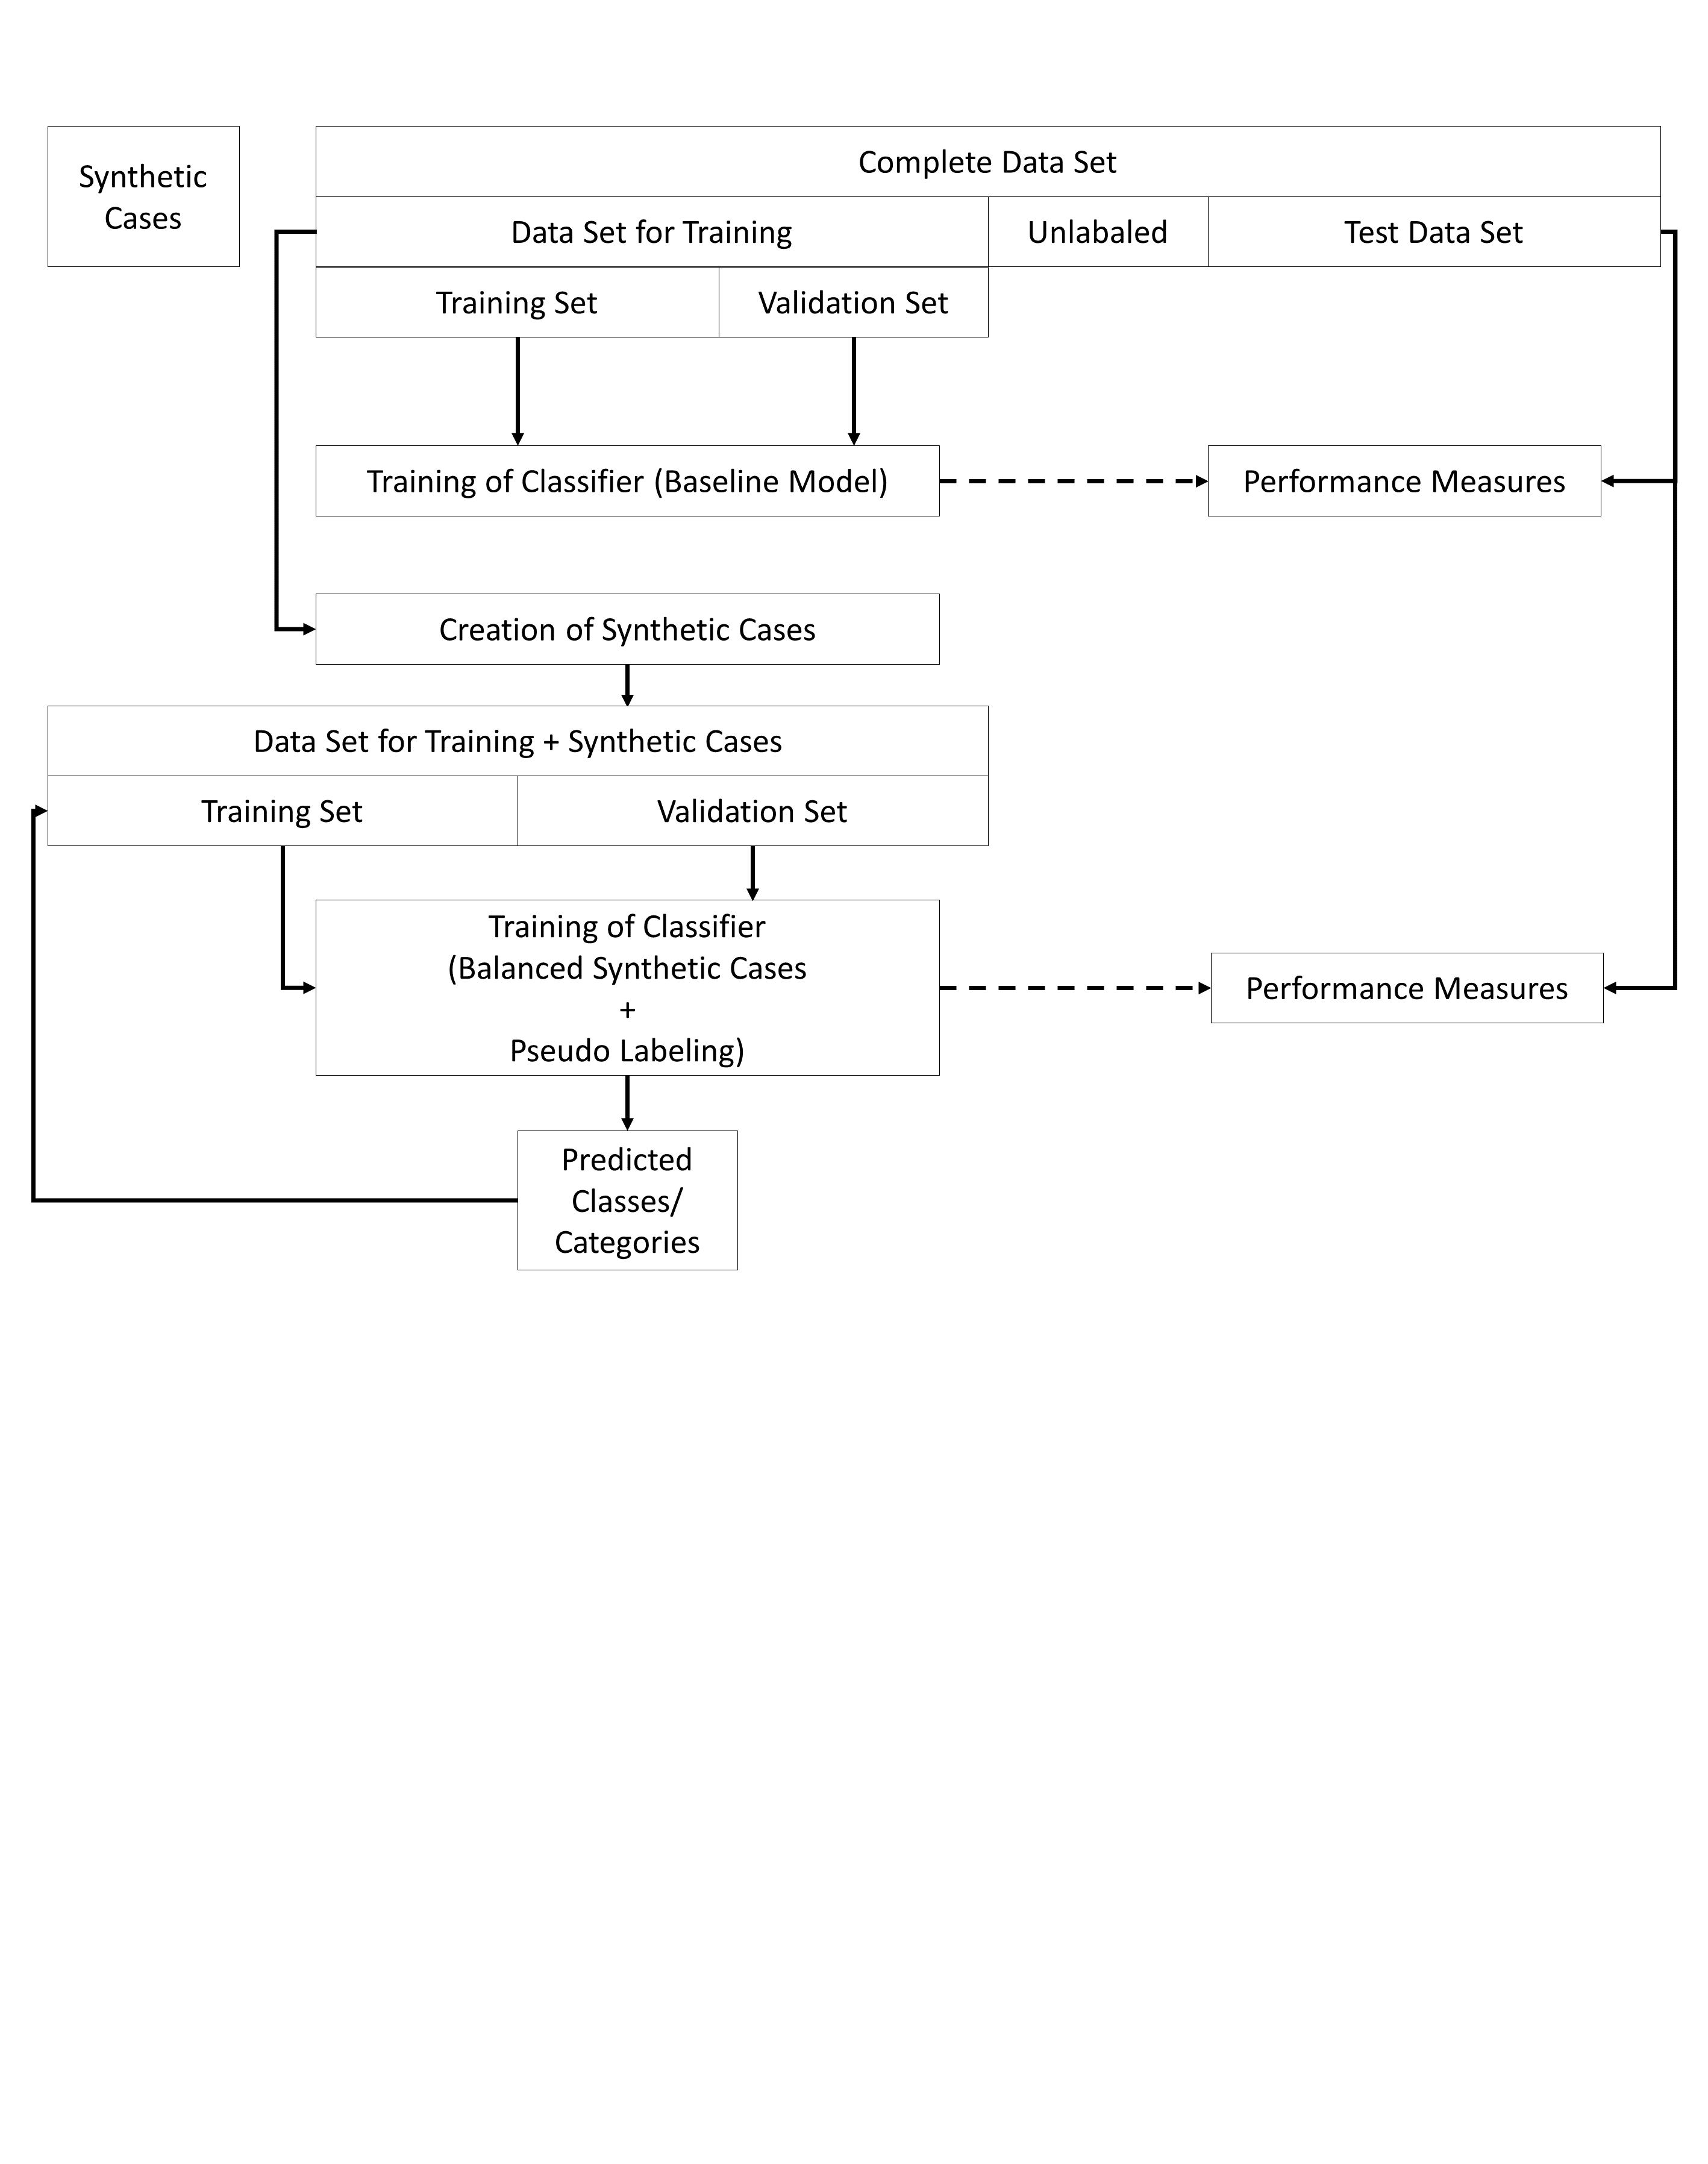 Synthetic
Cases
Complete Data Set
Data Set for Training
Unlabaled
Test Data Set
Training Set
Validation Set
Training of Classifier (Baseline Model)
Performance Measures
Creation of Synthetic Cases
Data Set for Training + Synthetic Cases
Training Set
Validation Set
Training of Classifier
(Balanced Synthetic Cases
+
Pseudo Labeling)
Performance Measures
Predicted
Classes/
Categories